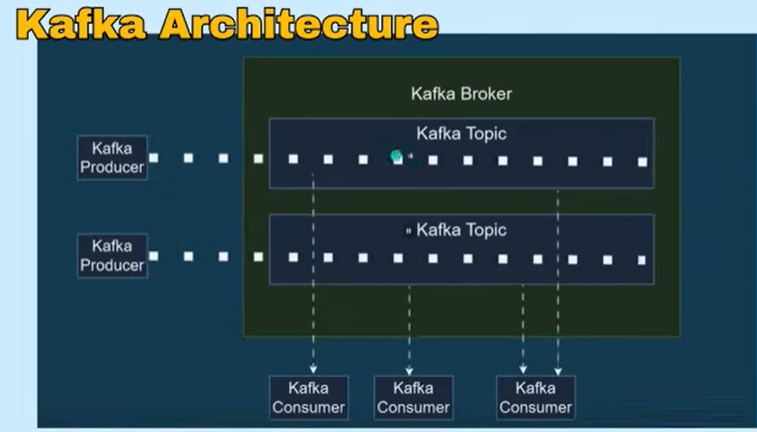 Kafka Architecture
Kafka Broker
Kafka Topic
Kafka
Producer
Kafka Topic
Kafka
Producer
Kafka
Consumer
Kafka
Consumer
Kafka
Consumer